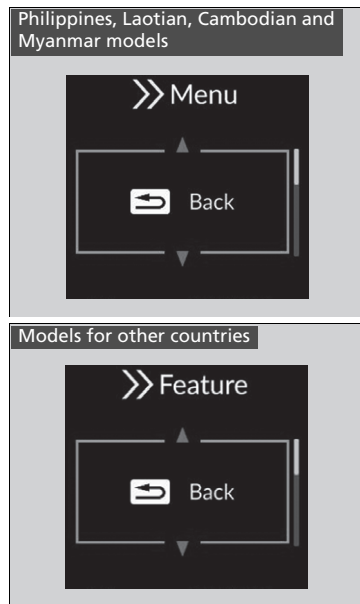 Philippines, Laotian, Cambodian and
Myanmar models
Menu
Back
Models for other countries
Feature
Back